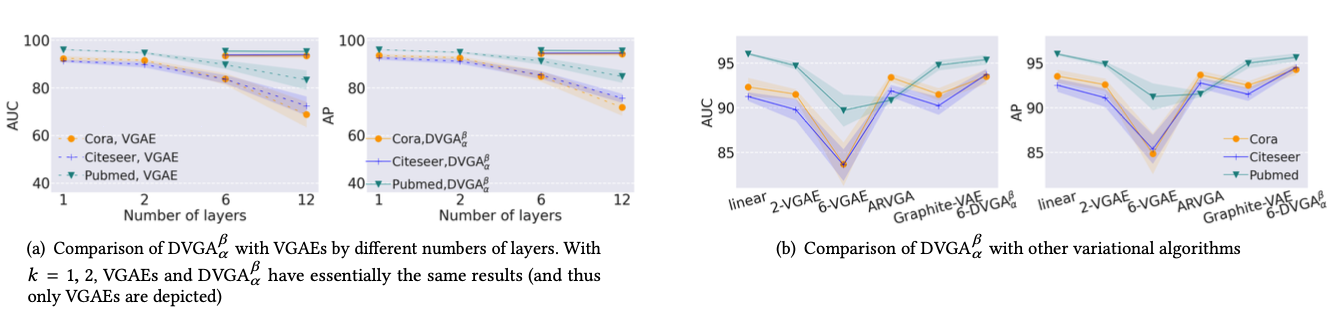 100
80
60
40
AUC
Cora, VGAE
Citeseer, VGAE
Pubmed, VGAE
1 2 6 12
Number of layers
100
80
60
40
AP
Cora,DVGA$_\alpha^\beta$
Citeseer,DVGA$_\alpha^\beta$
Pubmed,DVGA$_\alpha^\beta$
1 2 6 12
Number of layers
(a) Comparison of DVGA$_\alpha^\beta$ with VGAEs by different numbers of layers. With
$k$ = 1, 2, VGAEs and DVGA$_\alpha^\beta$ have essentially the same results (and thus
only VGAEs are depicted)
95
90
85
AUC
linear 2-VGAE 6-VGAE ARVGA Graphite-VAE 6-DVGA$_\alpha^\beta$
95
90
85
AP
Cora
Citeseer
Pubmed
linear 2-VGAE 6-VGAE ARVGA Graphite-VAE 6-DVGA$_\alpha^\beta$
(b) Comparison of DVGA$_\alpha^\beta$ with other variational algorithms